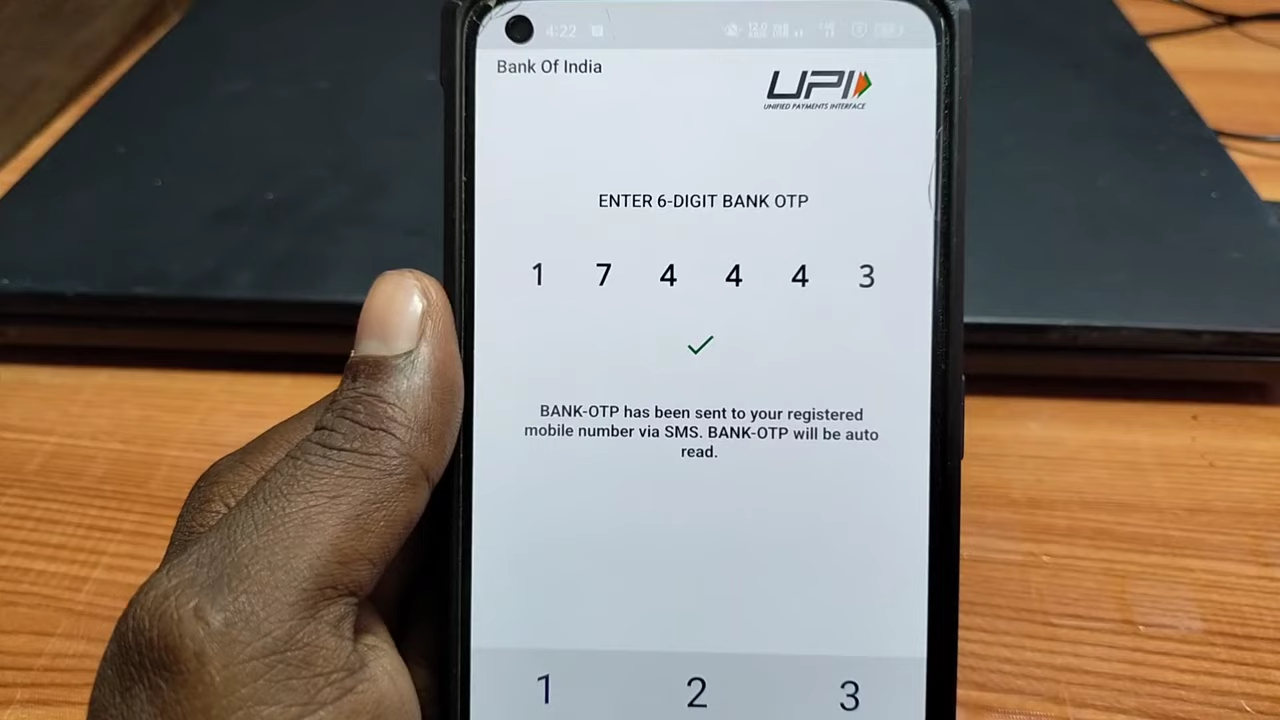 4:22
Bank Of India
UPI
UNIFIED PAYMENTS INTERFACE
ENTER 6-DIGIT BANK OTP
1 7 4 4 4 3
BANK-OTP has been sent to your registered
mobile number via SMS. BANK-OTP will be auto
read.
1 2 3